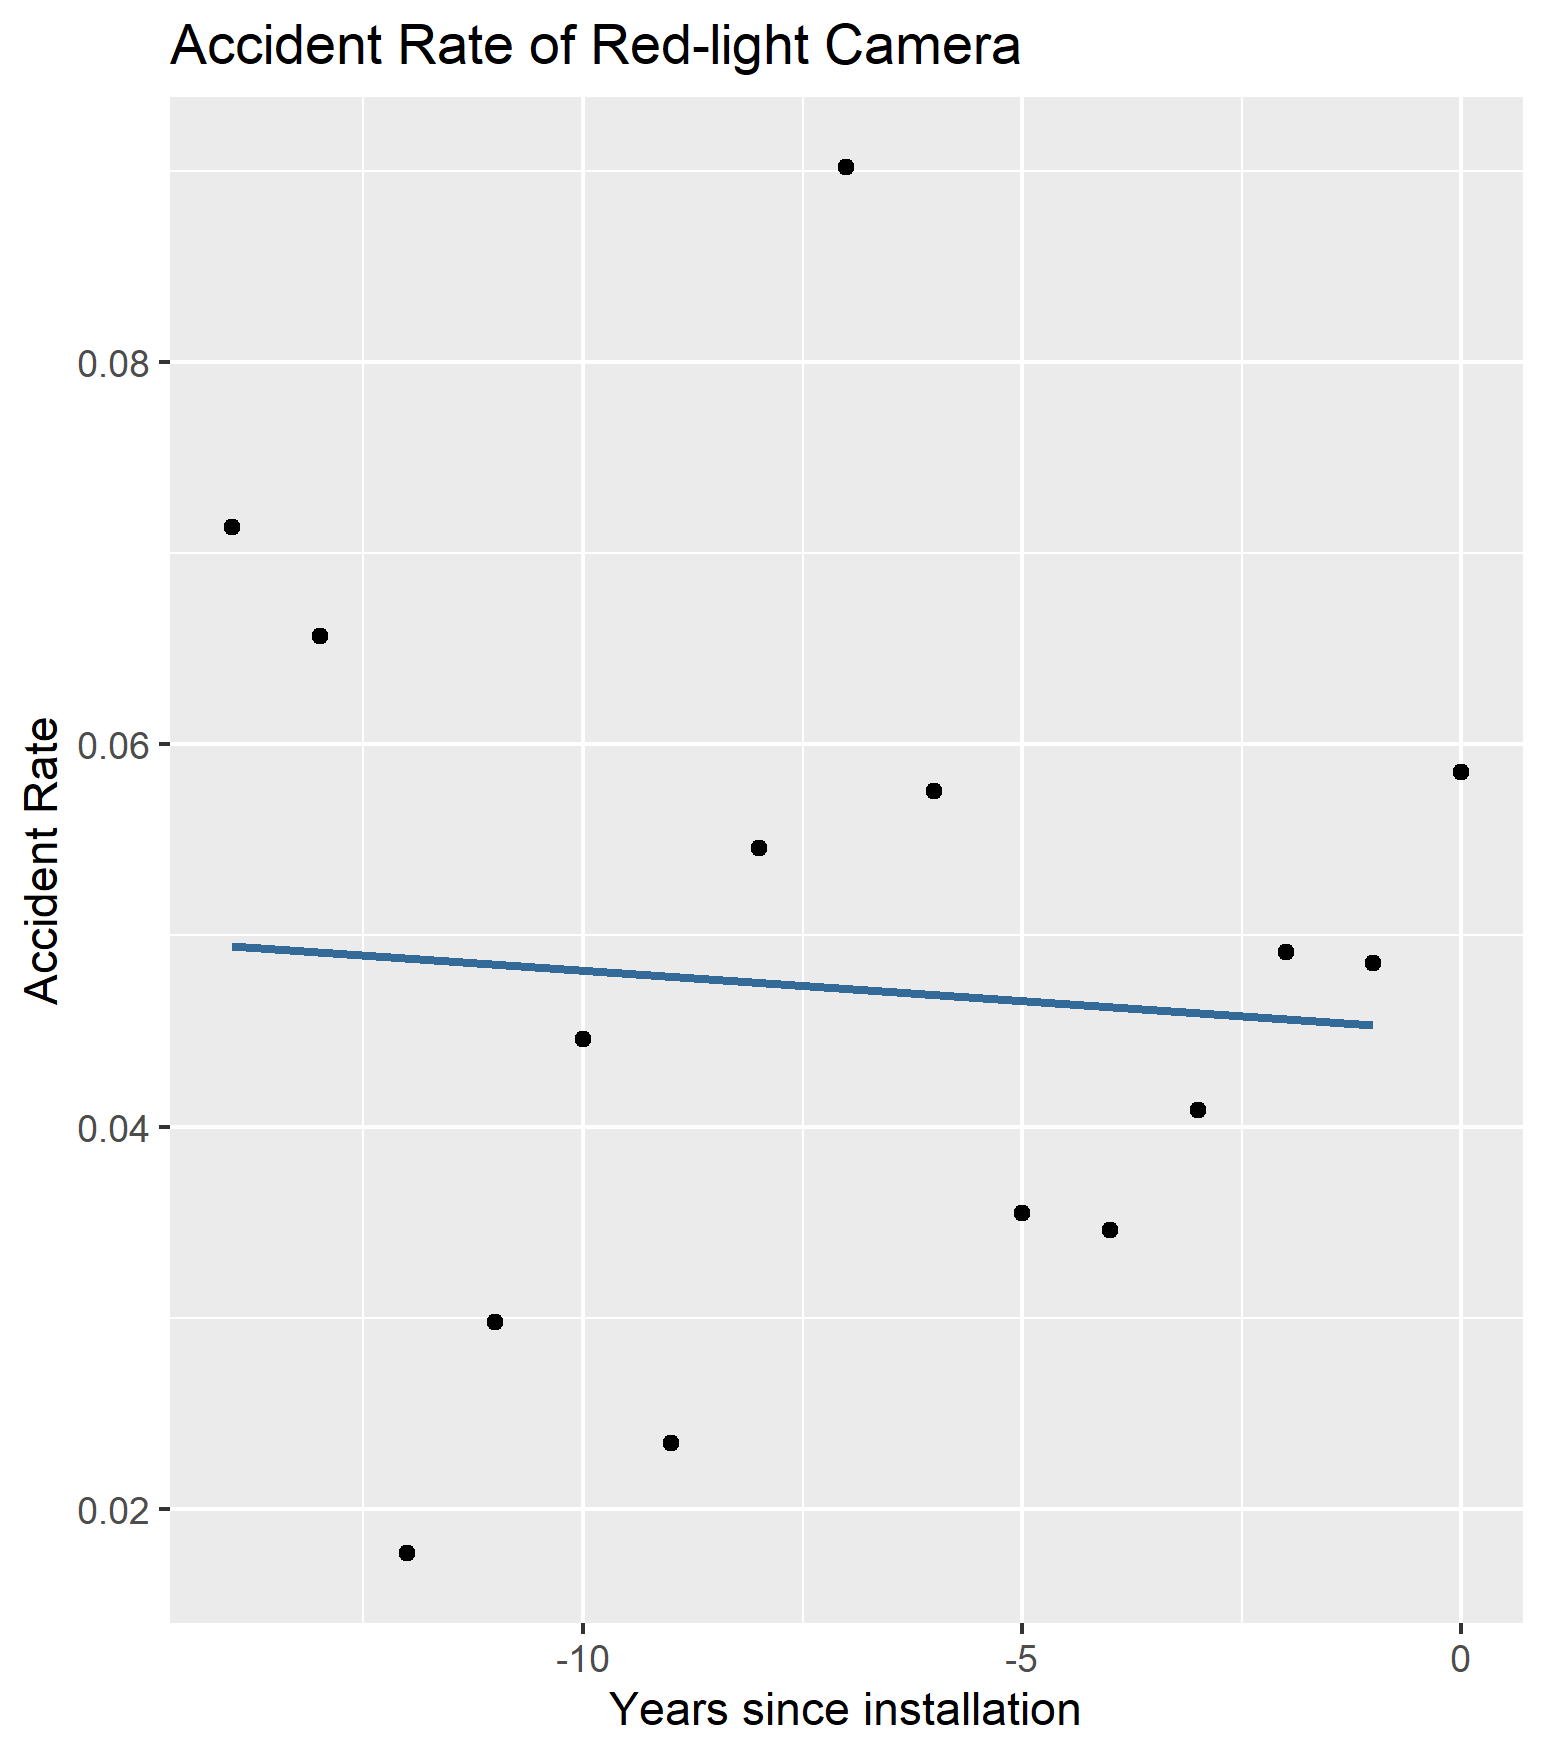 Accident Rate of Red-light Camera
Accident Rate
0.08
0.06
0.04
0.02
-10
-5
0
Years since installation